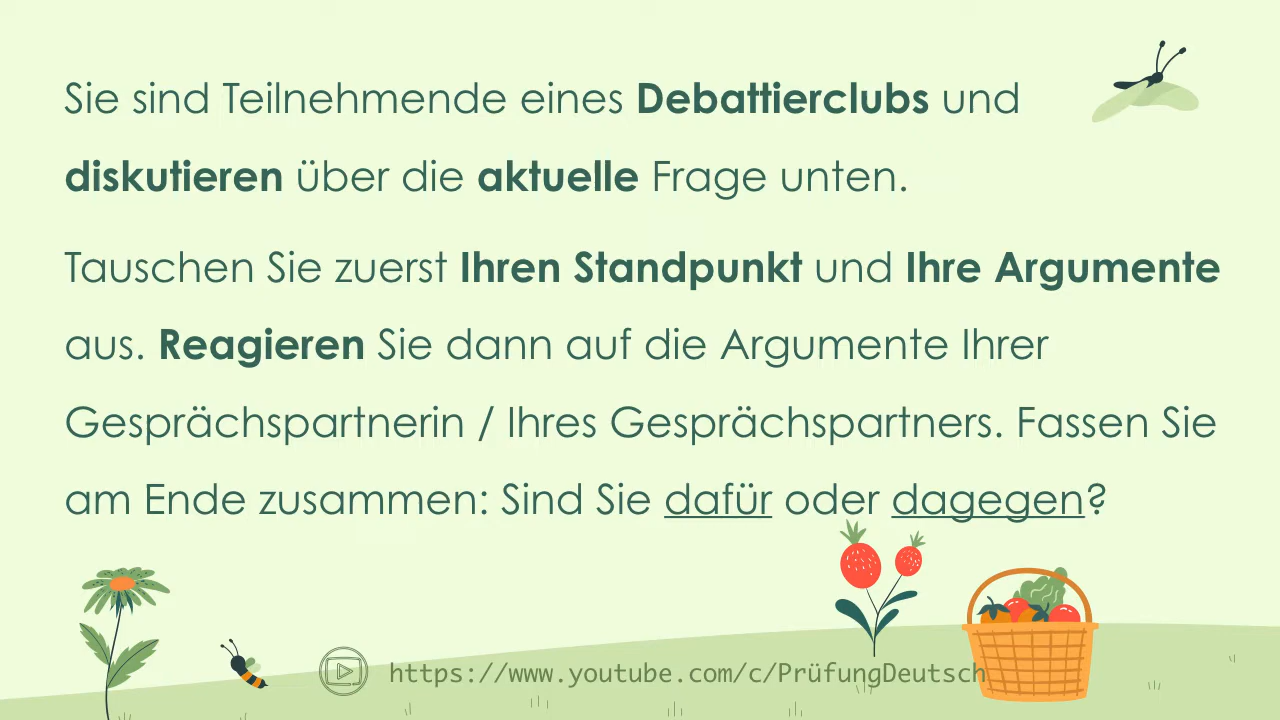 Sie sind Teilnehmende eines Debattierclubs und
diskutieren über die aktuelle Frage unten.
Tauschen Sie zuerst Ihren Standpunkt und Ihre Argumente
aus. Reagieren Sie dann auf die Argumente Ihrer
Gesprächspartnerin / Ihres Gesprächspartners. Fassen Sie
am Ende zusammen: Sind Sie dafür oder dagegen?
https://www.youtube.com/c/PrüfungDeutsch